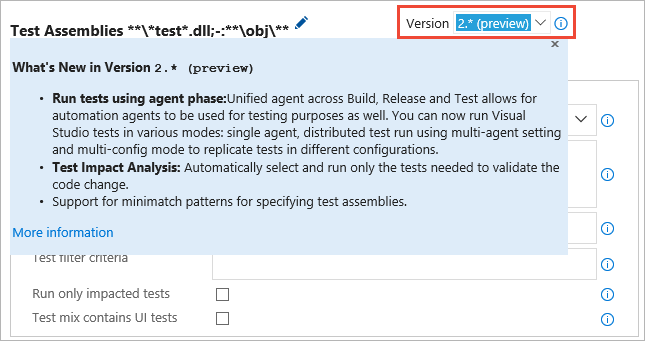 Test Assemblies **\*test*.dll;-:**\obj\**
Version 2.* (preview)
What's New in Version 2.* (preview)
• Run tests using agent phase:Unified agent across Build, Release and Test allows for
automation agents to be used for testing purposes as well. You can now run Visual
Studio tests in various modes: single agent, distributed test run using multi-agent setting
and multi-config mode to replicate tests in different configurations.
• Test Impact Analysis: Automatically select and run only the tests needed to validate the
code change.
• Support for minimatch patterns for specifying test assemblies.
More information
Test filter criteria
Run only impacted tests
Test mix contains UI tests